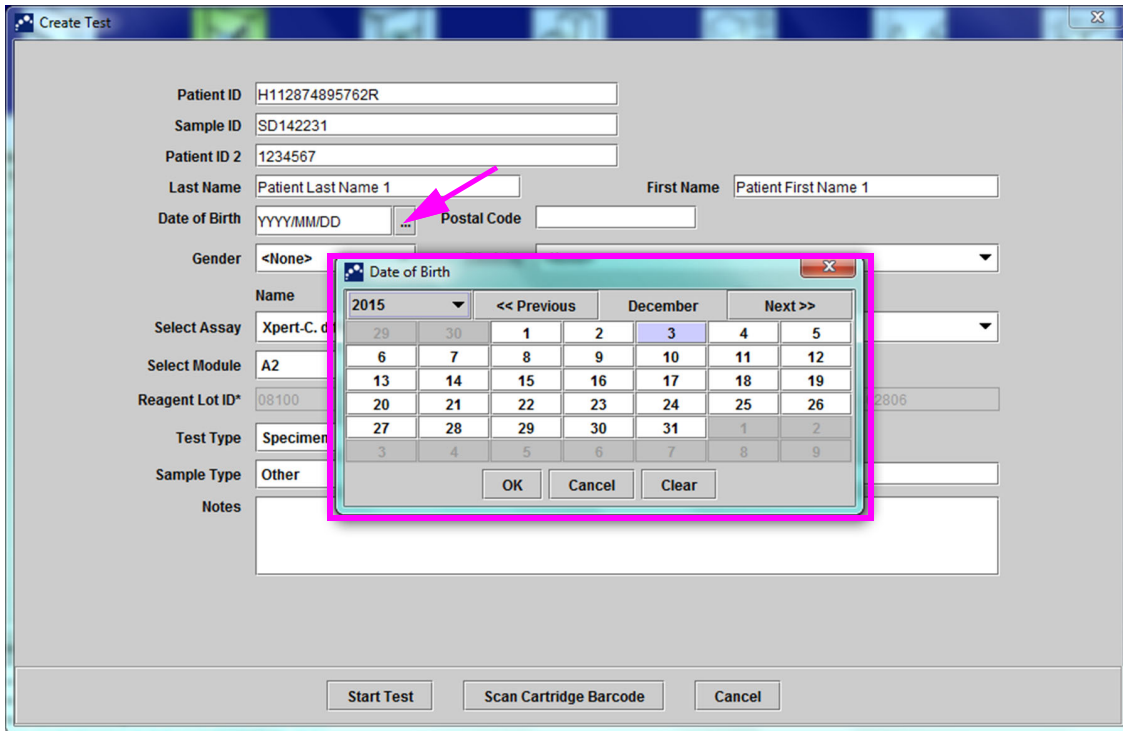 Create Test
Patient ID H112874895762R
Sample ID SD142231
Patient ID 2 1234567
Last Name Patient Last Name 1 First Name Patient First Name 1
Date of Birth YYYY/MM/DD ... Postal Code
Gender <None>
Date of Birth
Name
2015 << Previous December Next >>
29 30 1 2 3 4 5
6 7 8 9 10 11 12
13 14 15 16 17 18 19
20 21 22 23 24 25 26
27 28 29 30 31 1 2
3 4 5 6 7 8 9
OK Cancel Clear
Select Assay Xpert-C. d
Select Module A2
Reagent Lot ID* 08100 2806
Test Type Specimen
Sample Type Other
Notes
Start Test Scan Cartridge Barcode Cancel